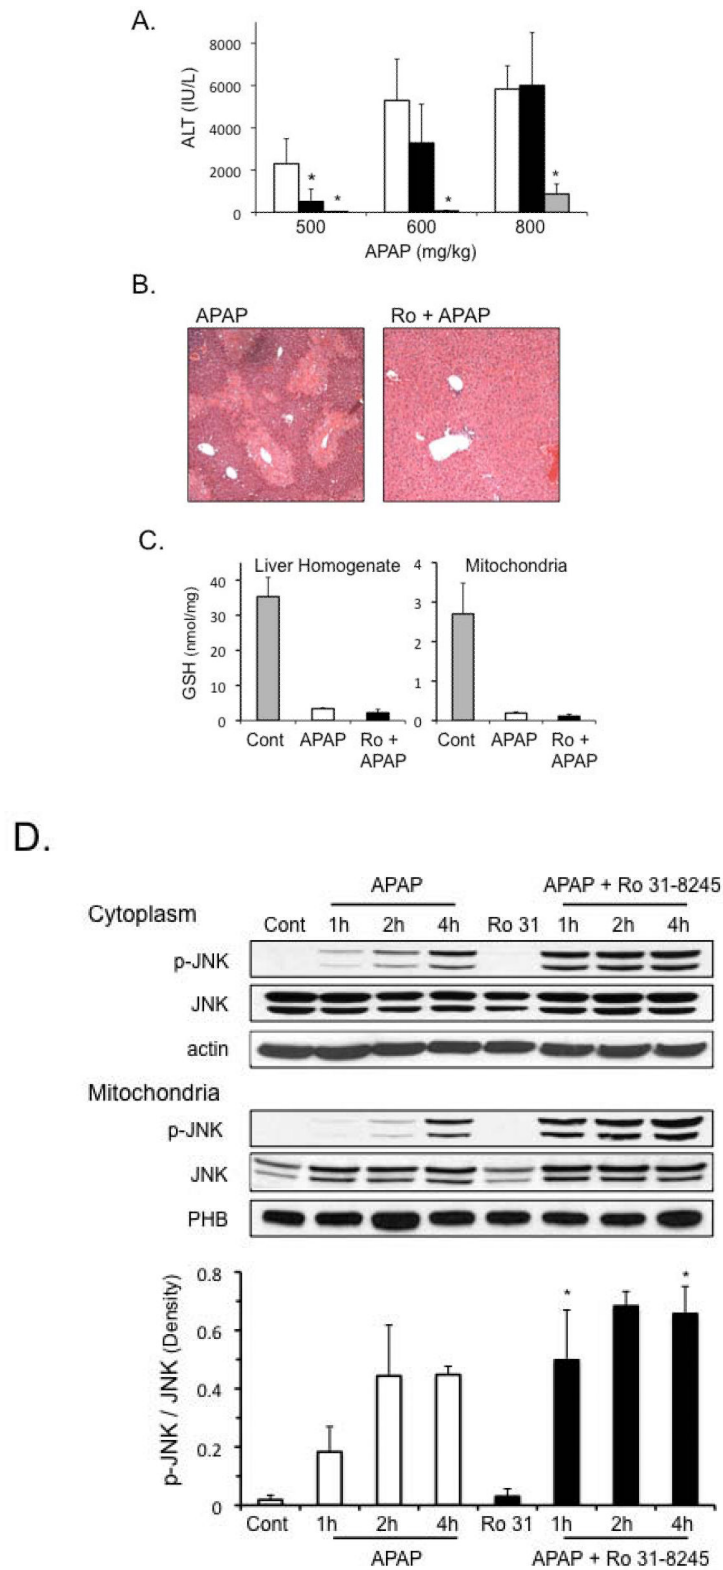 A.
8000
6000
4000
2000
0
ALT (IU/L)
* * * *
500 600 800
APAP (mg/kg)
B.
APAP Ro + APAP
C.
Liver Homogenate Mitochondria
40 30 20 10 0
4 3 2 1 0
GSH (nmol/mg)
Cont APAP Ro + APAP
Cont APAP Ro + APAP
D.
APAP APAP + Ro 31-8245
Cytoplasm
Cont 1h 2h 4h Ro 31 1h 2h 4h
p-JNK
JNK
actin
Mitochondria
p-JNK
JNK
PHB
0.8
0.6
0.4
0.2
0
p-JNK / JNK (Density)
* *
Cont 1h 2h 4h Ro 31 1h 2h 4h
APAP APAP + Ro 31-8245